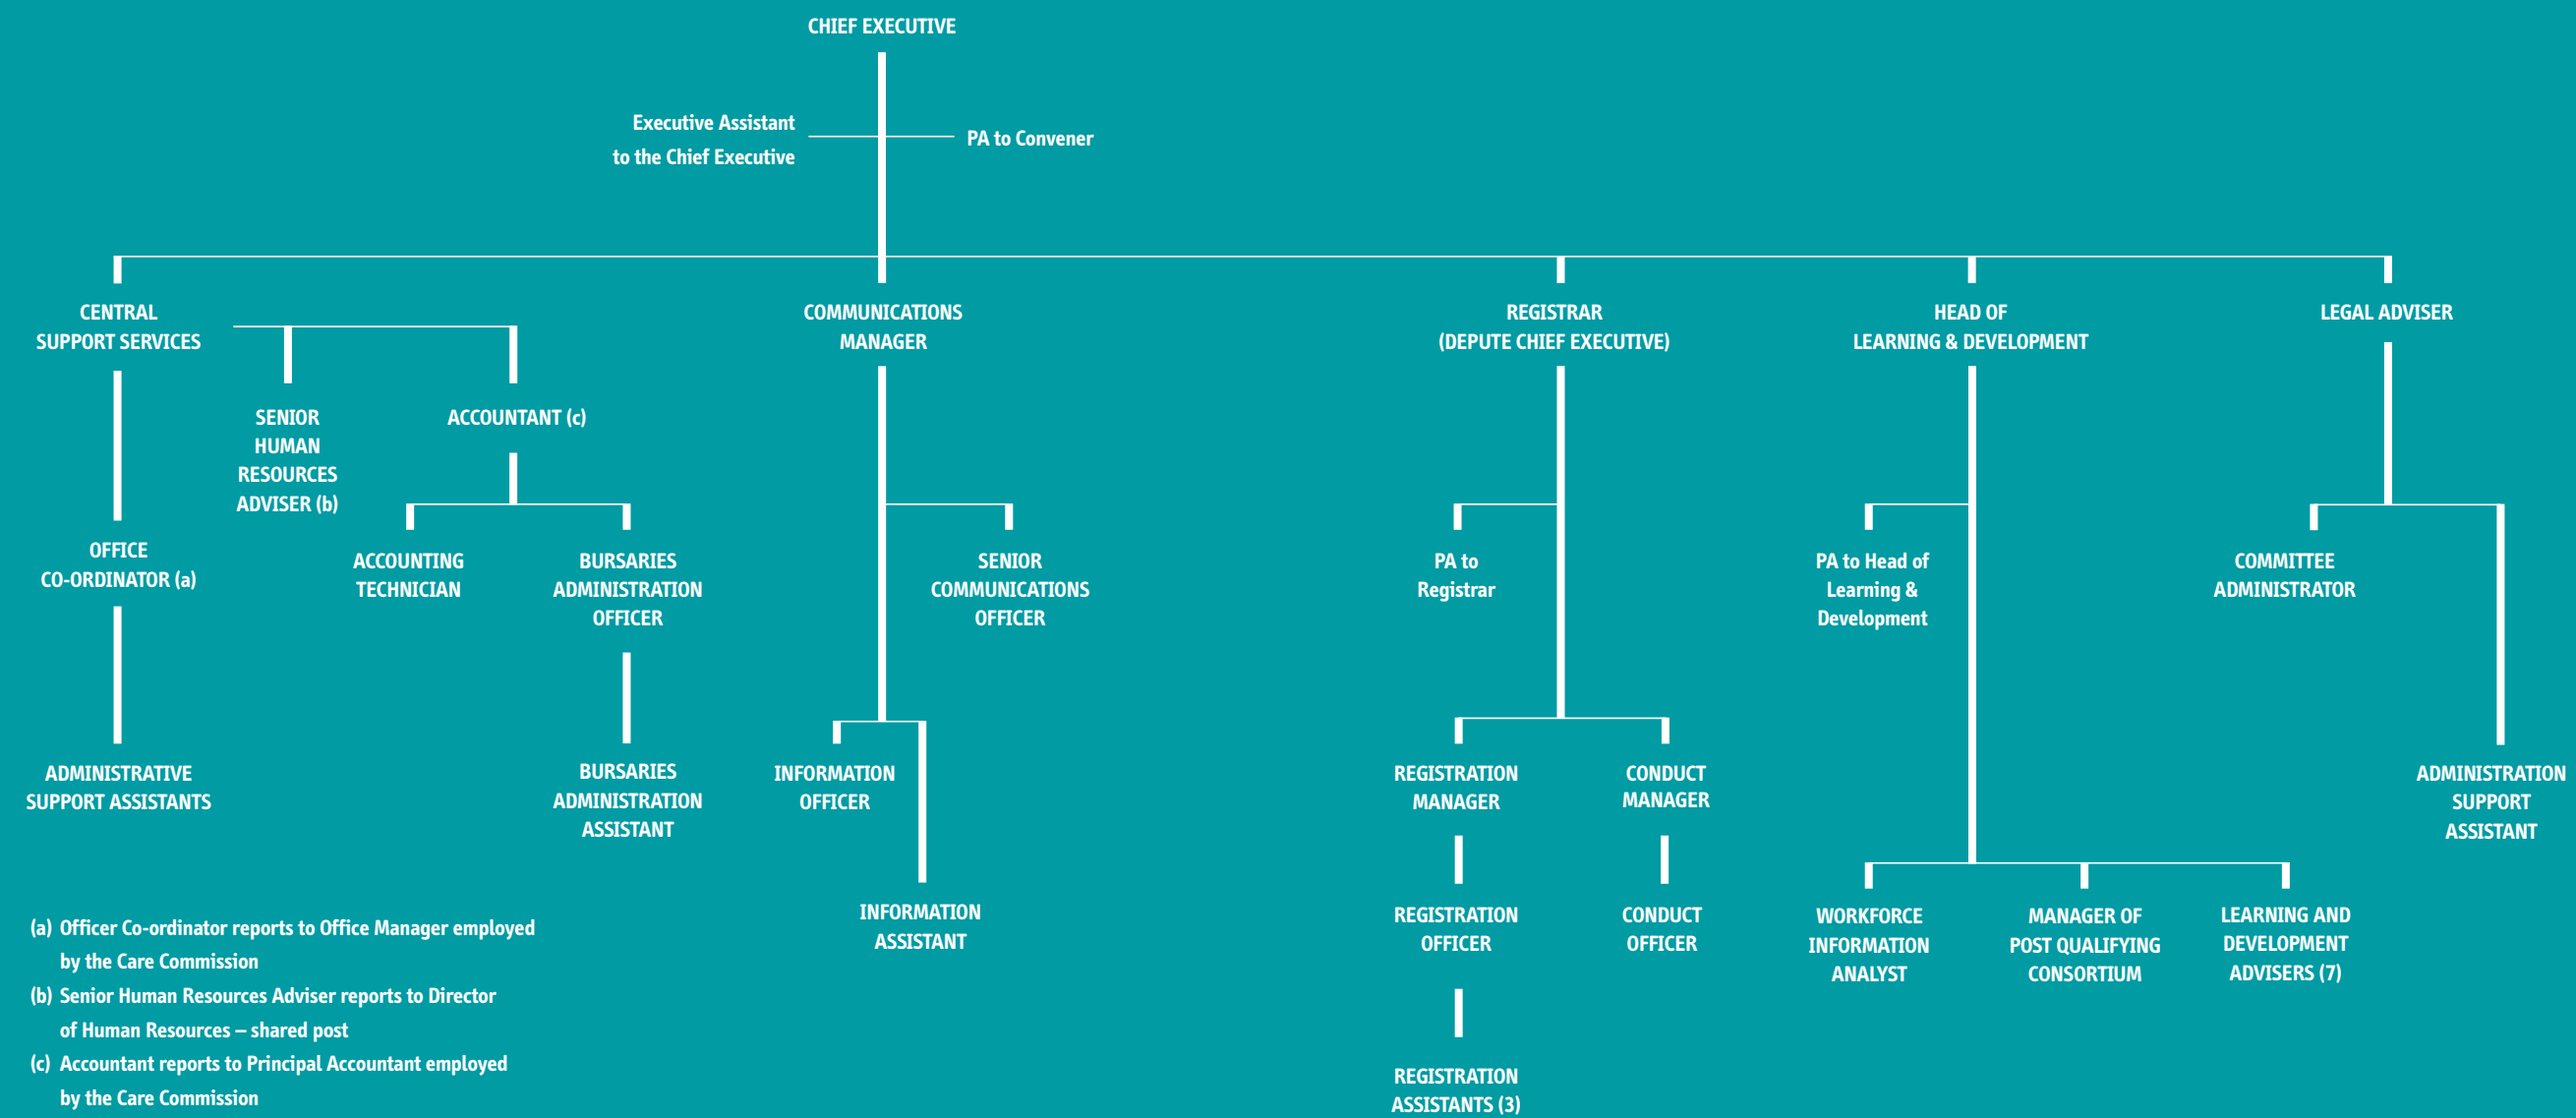 CHIEF EXECUTIVE
Executive Assistant
to the Chief Executive
PA to Convener
CENTRAL
SUPPORT SERVICES
COMMUNICATIONS
MANAGER
REGISTRAR
(DEPUTE CHIEF EXECUTIVE)
HEAD OF
LEARNING & DEVELOPMENT
LEGAL ADVISER
SENIOR
HUMAN
RESOURCES
ADVISER (b)
ACCOUNTANT (c)
OFFICE
CO-ORDINATOR (a)
ACCOUNTING
TECHNICIAN
BURSARIES
ADMINISTRATION
OFFICER
SENIOR
COMMUNICATIONS
OFFICER
PA to
Registrar
PA to Head of
Learning &
Development
COMMITTEE
ADMINISTRATOR
ADMINISTRATIVE
SUPPORT ASSISTANTS
BURSARIES
ADMINISTRATION
ASSISTANT
INFORMATION
OFFICER
REGISTRATION
MANAGER
CONDUCT
MANAGER
ADMINISTRATION
SUPPORT
ASSISTANT
INFORMATION
ASSISTANT
REGISTRATION
OFFICER
CONDUCT
OFFICER
WORKFORCE
INFORMATION
ANALYST
MANAGER OF
POST QUALIFYING
CONSORTIUM
LEARNING AND
DEVELOPMENT
ADVISERS (7)
REGISTRATION
ASSISTANTS (3)
(a) Officer Co-ordinator reports to Office Manager employed
by the Care Commission
(b) Senior Human Resources Adviser reports to Director
of Human Resources – shared post
(c) Accountant reports to Principal Accountant employed
by the Care Commission